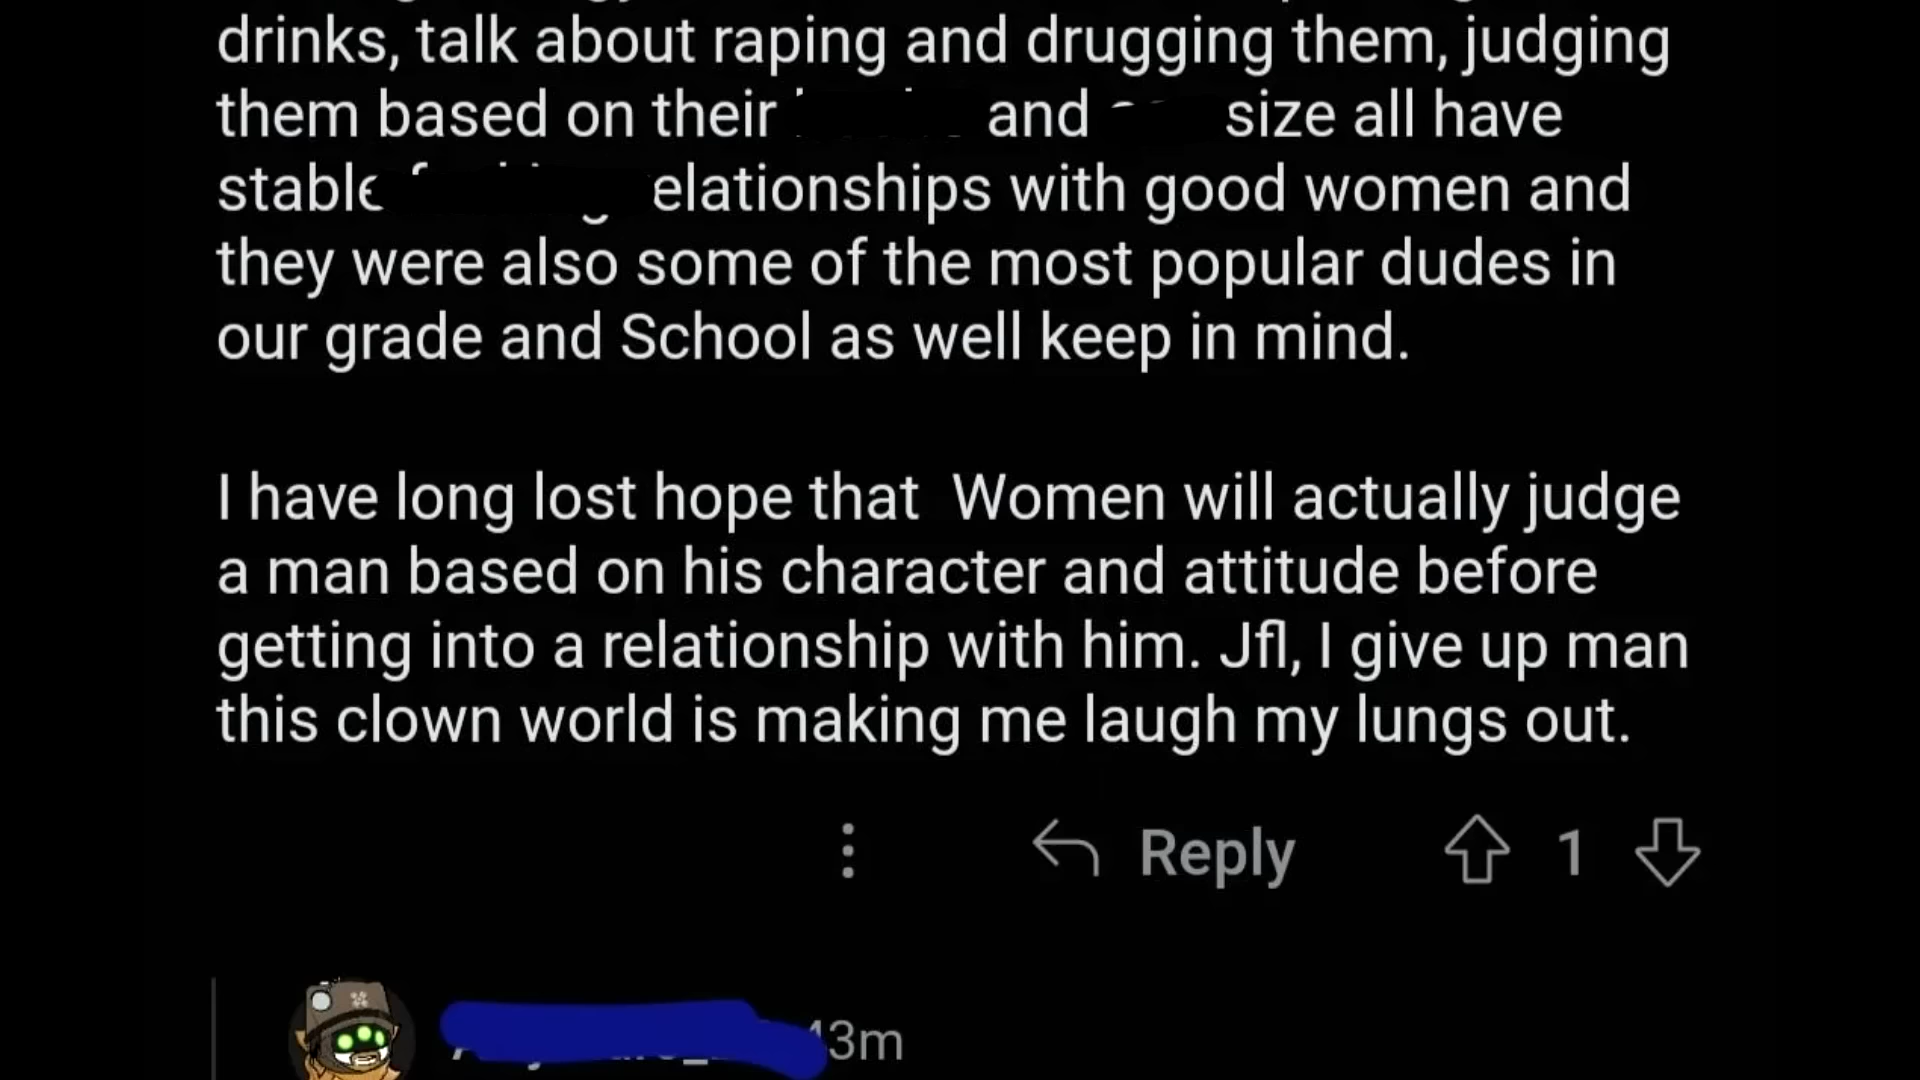 drinks, talk about raping and drugging them, judging
them based on their and size all have
stable elationships with good women and
they were also some of the most popular dudes in
our grade and School as well keep in mind.
I have long lost hope that Women will actually judge
a man based on his character and attitude before
getting into a relationship with him. Jfl, I give up man
this clown world is making me laugh my lungs out.
Reply 1
43m